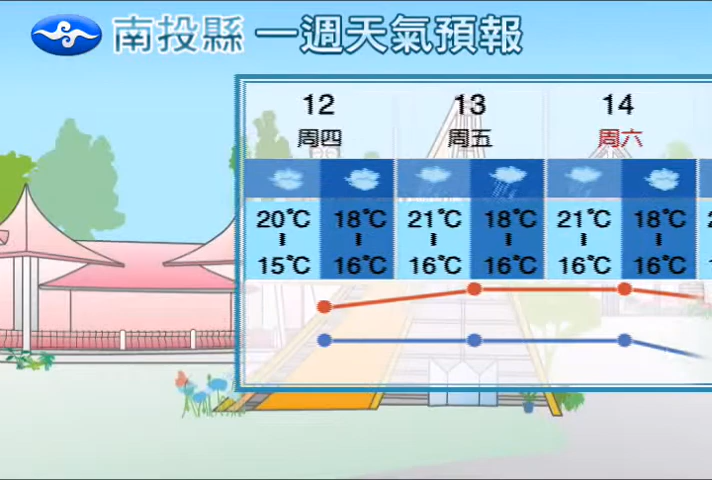 南投縣 一週天氣預報
12 13 14
周四 周五 周六
20℃ 18℃ 21℃ 18℃ 21℃ 18℃
15℃ 16℃ 16℃ 16℃ 16℃ 16℃